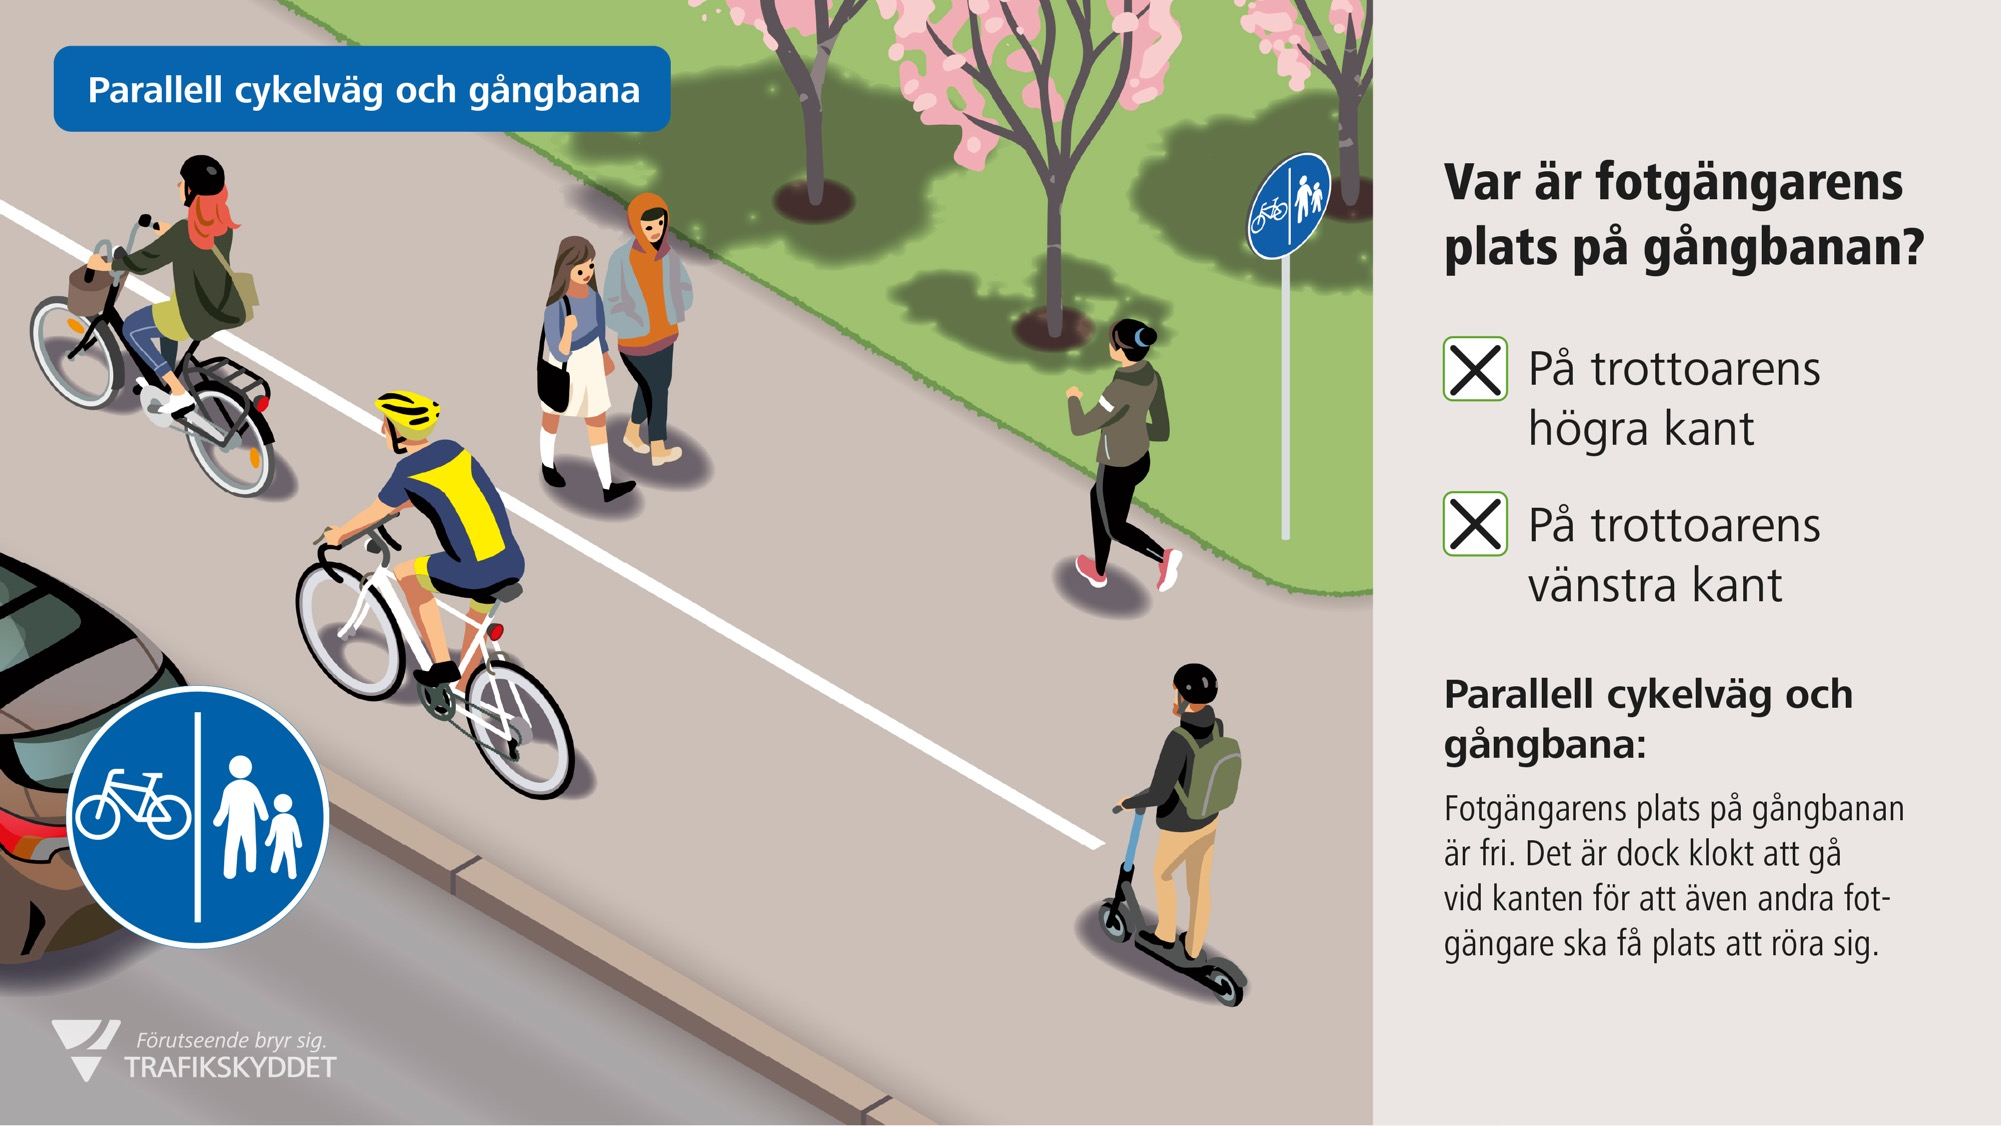 Parallell cykelväg och gångbana
Var är fotgängarens
plats på gångbanan?
På trottoarens
högra kant
På trottoarens
vänstra kant
Parallell cykelväg och
gångbana:
Fotgängarens plats på gångbanan
är fri. Det är dock klokt att gå
vid kanten för att även andra fot-
gängare ska få plats att röra sig.
Förutseende bryr sig.
TRAFIKSKYDDET